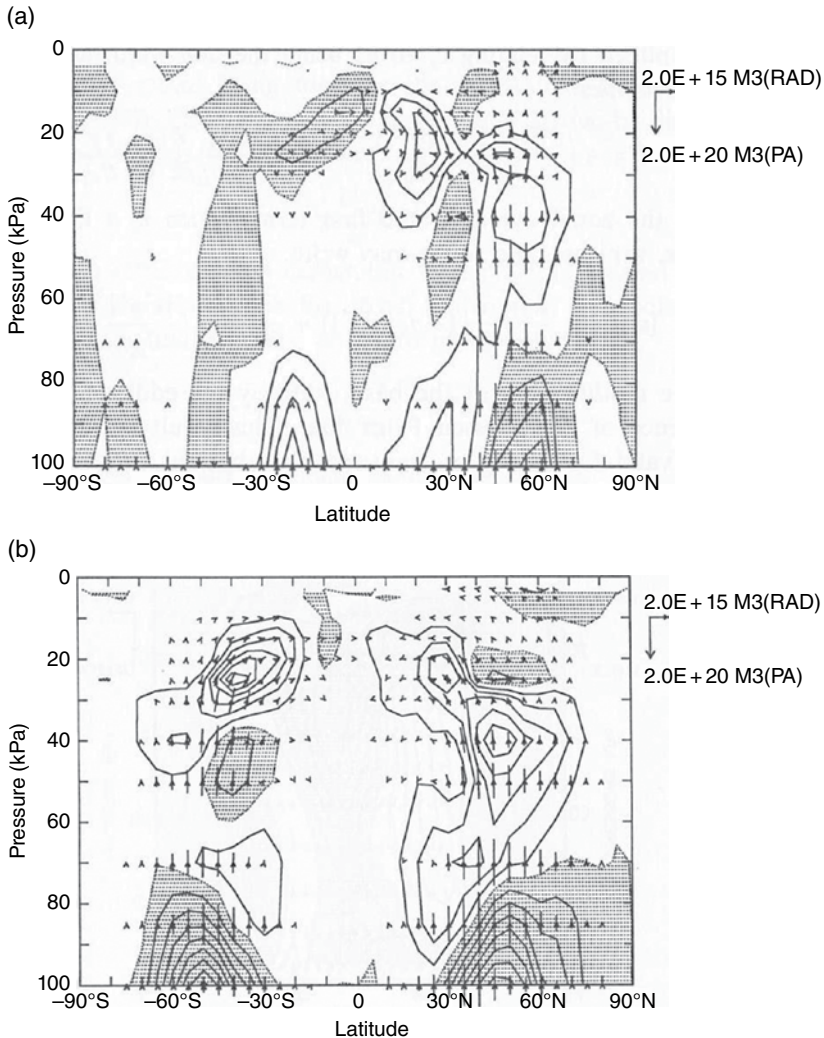 (a)
0
20
40
60
80
100
Pressure (kPa)
–90°S –60°S –30°S 0 30°N 60°N 90°N
Latitude
2.0E + 15 M3(RAD)
2.0E + 20 M3(PA)
(b)
0
20
40
60
80
100
Pressure (kPa)
–90°S –60°S –30°S 0 30°N 60°N 90°N
Latitude
2.0E + 15 M3(RAD)
2.0E + 20 M3(PA)